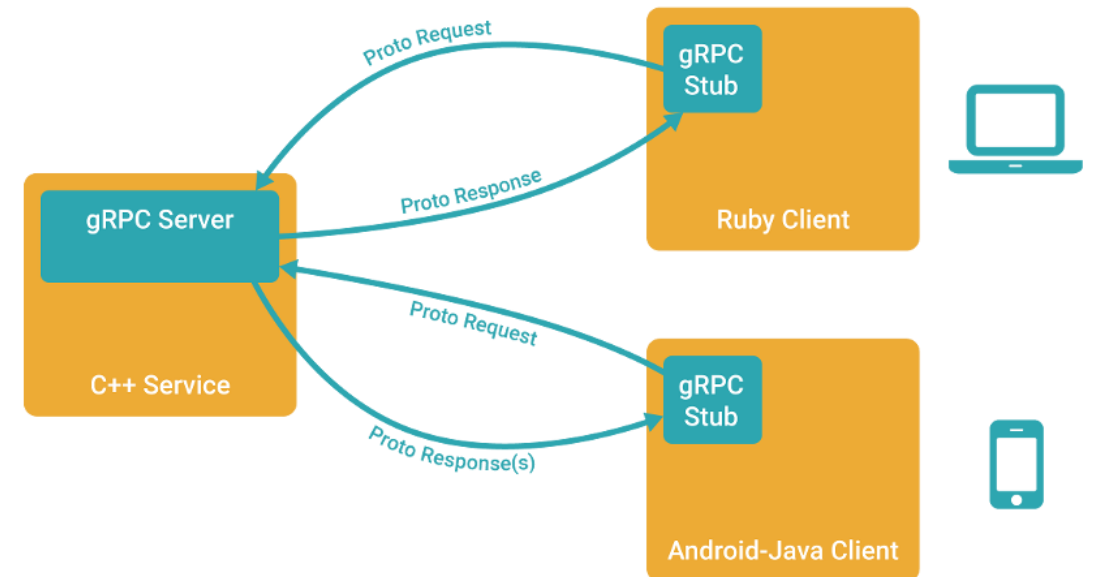 Proto Request
gRPC
Stub
Ruby Client
Proto Response
gRPC Server
C++ Service
Proto Request
gRPC
Stub
Proto Response(s)
Android-Java Client